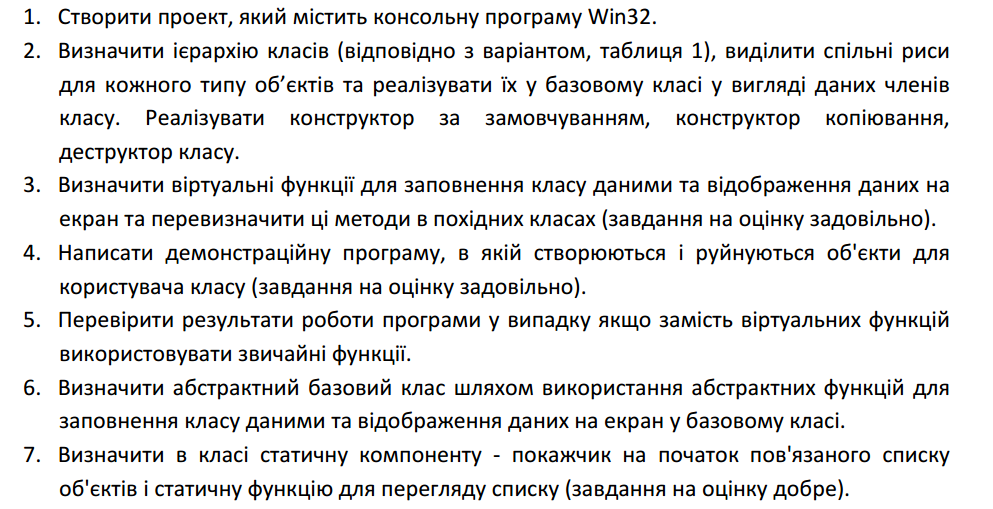 1. Створити проект, який містить консольну програму Win32.
2. Визначити ієрархію класів (відповідно з варіантом, таблиця 1), виділити спільні риси
для кожного типу об’єктів та реалізувати їх у базовому класі у вигляді даних членів
класу. Реалізувати конструктор за замовчуванням, конструктор копіювання,
деструктор класу.
3. Визначити віртуальні функції для заповнення класу даними та відображення даних на
екран та перевизначити ці методи в похідних класах (завдання на оцінку задовільно).
4. Написати демонстраційну програму, в якій створюються і руйнуються об'єкти для
користувача класу (завдання на оцінку задовільно).
5. Перевірити результати роботи програми у випадку якщо замість віртуальних функцій
використовувати звичайні функції.
6. Визначити абстрактний базовий клас шляхом використання абстрактних функцій для
заповнення класу даними та відображення даних на екран у базовому класі.
7. Визначити в класі статичну компоненту - покажчик на початок пов'язаного списку
об'єктів і статичну функцію для перегляду списку (завдання на оцінку добре).